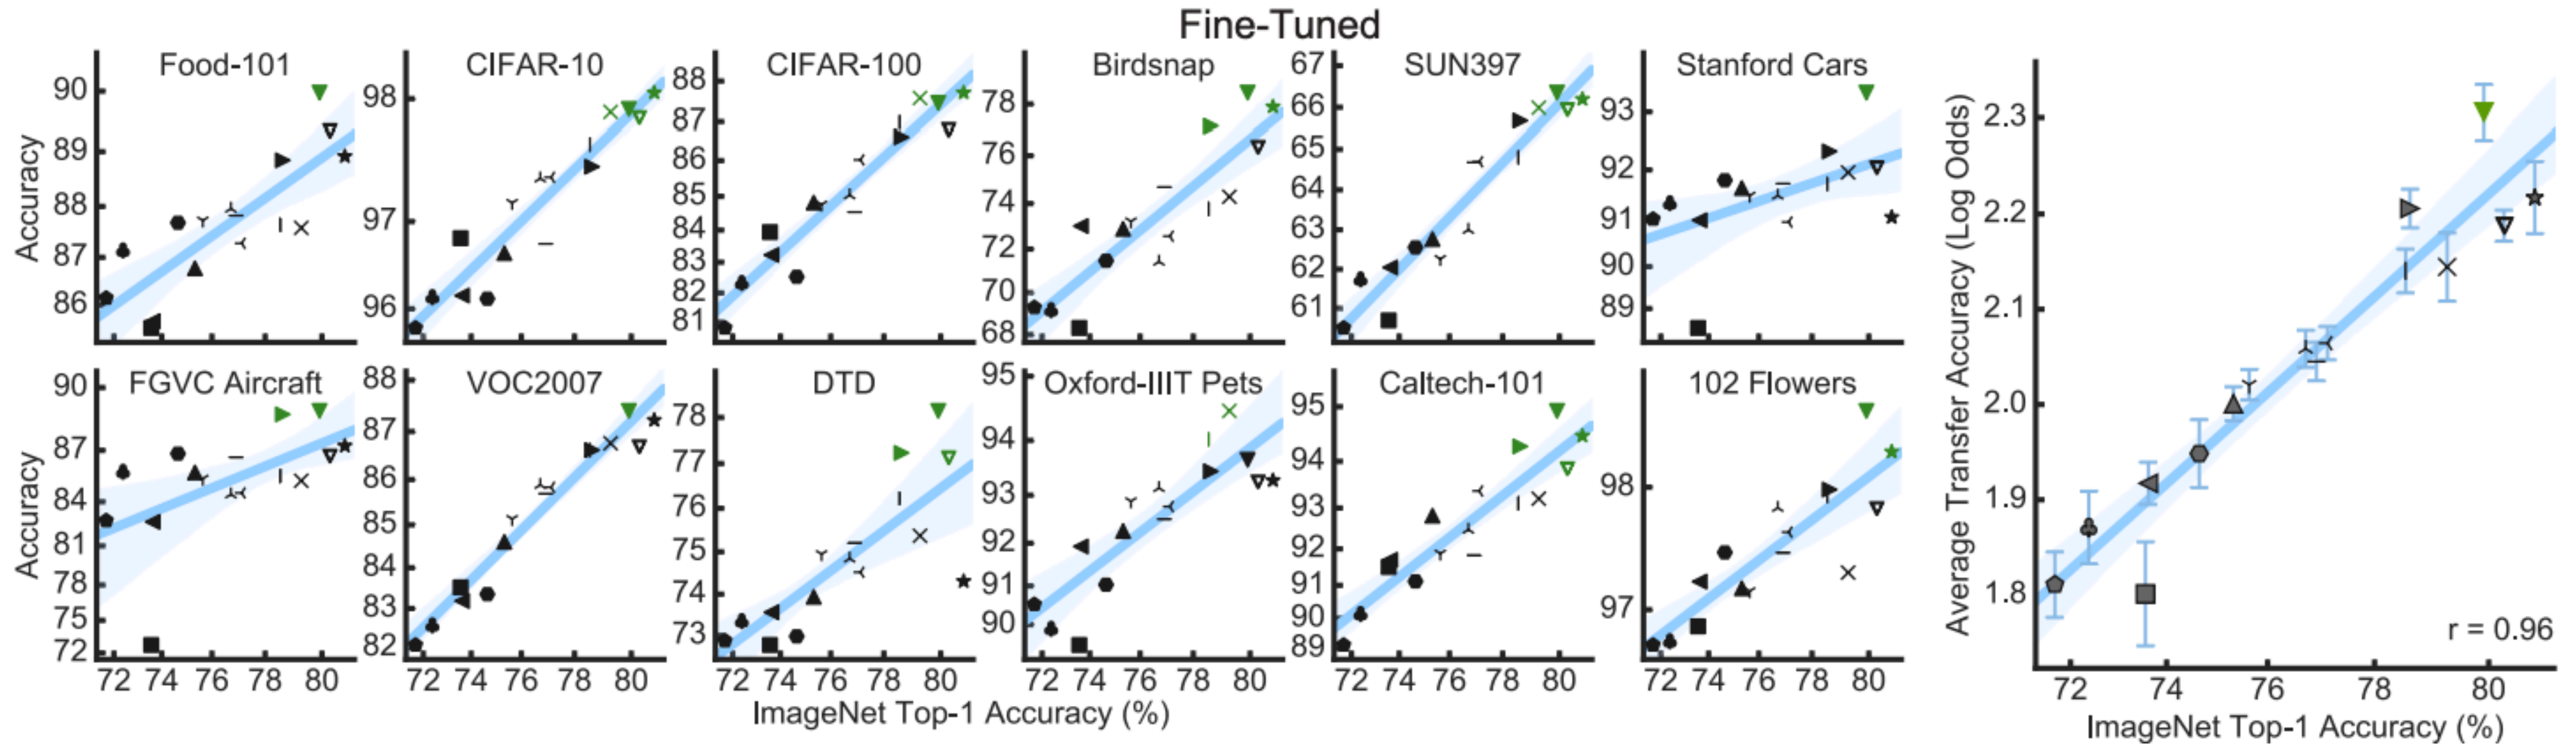 Fine-Tuned
Food-101
CIFAR-10
CIFAR-100
Birdsnap
SUN397
Stanford Cars
Accuracy
90
89
88
87
86
98
97
96
88
87
86
85
84
83
82
81
78
76
74
72
70
68
67
66
65
64
63
62
61
93
92
91
90
89
72 74 76 78 80
FGVC Aircraft
VOC2007
DTD
Oxford-IIIT Pets
Caltech-101
102 Flowers
Accuracy
90
87
84
81
78
75
72
88
87
86
85
84
83
82
78
77
76
75
74
73
95
94
93
92
91
90
95
94
93
92
91
90
89
98
97
72 74 76 78 80
72 74 76 78 80
72 74 76 78 80
72 74 76 78 80
72 74 76 78 80
ImageNet Top-1 Accuracy (%)
Average Transfer Accuracy (Log Odds)
2.3
2.2
2.1
2.0
1.9
1.8
r = 0.96
72 74 76 78 80
ImageNet Top-1 Accuracy (%)